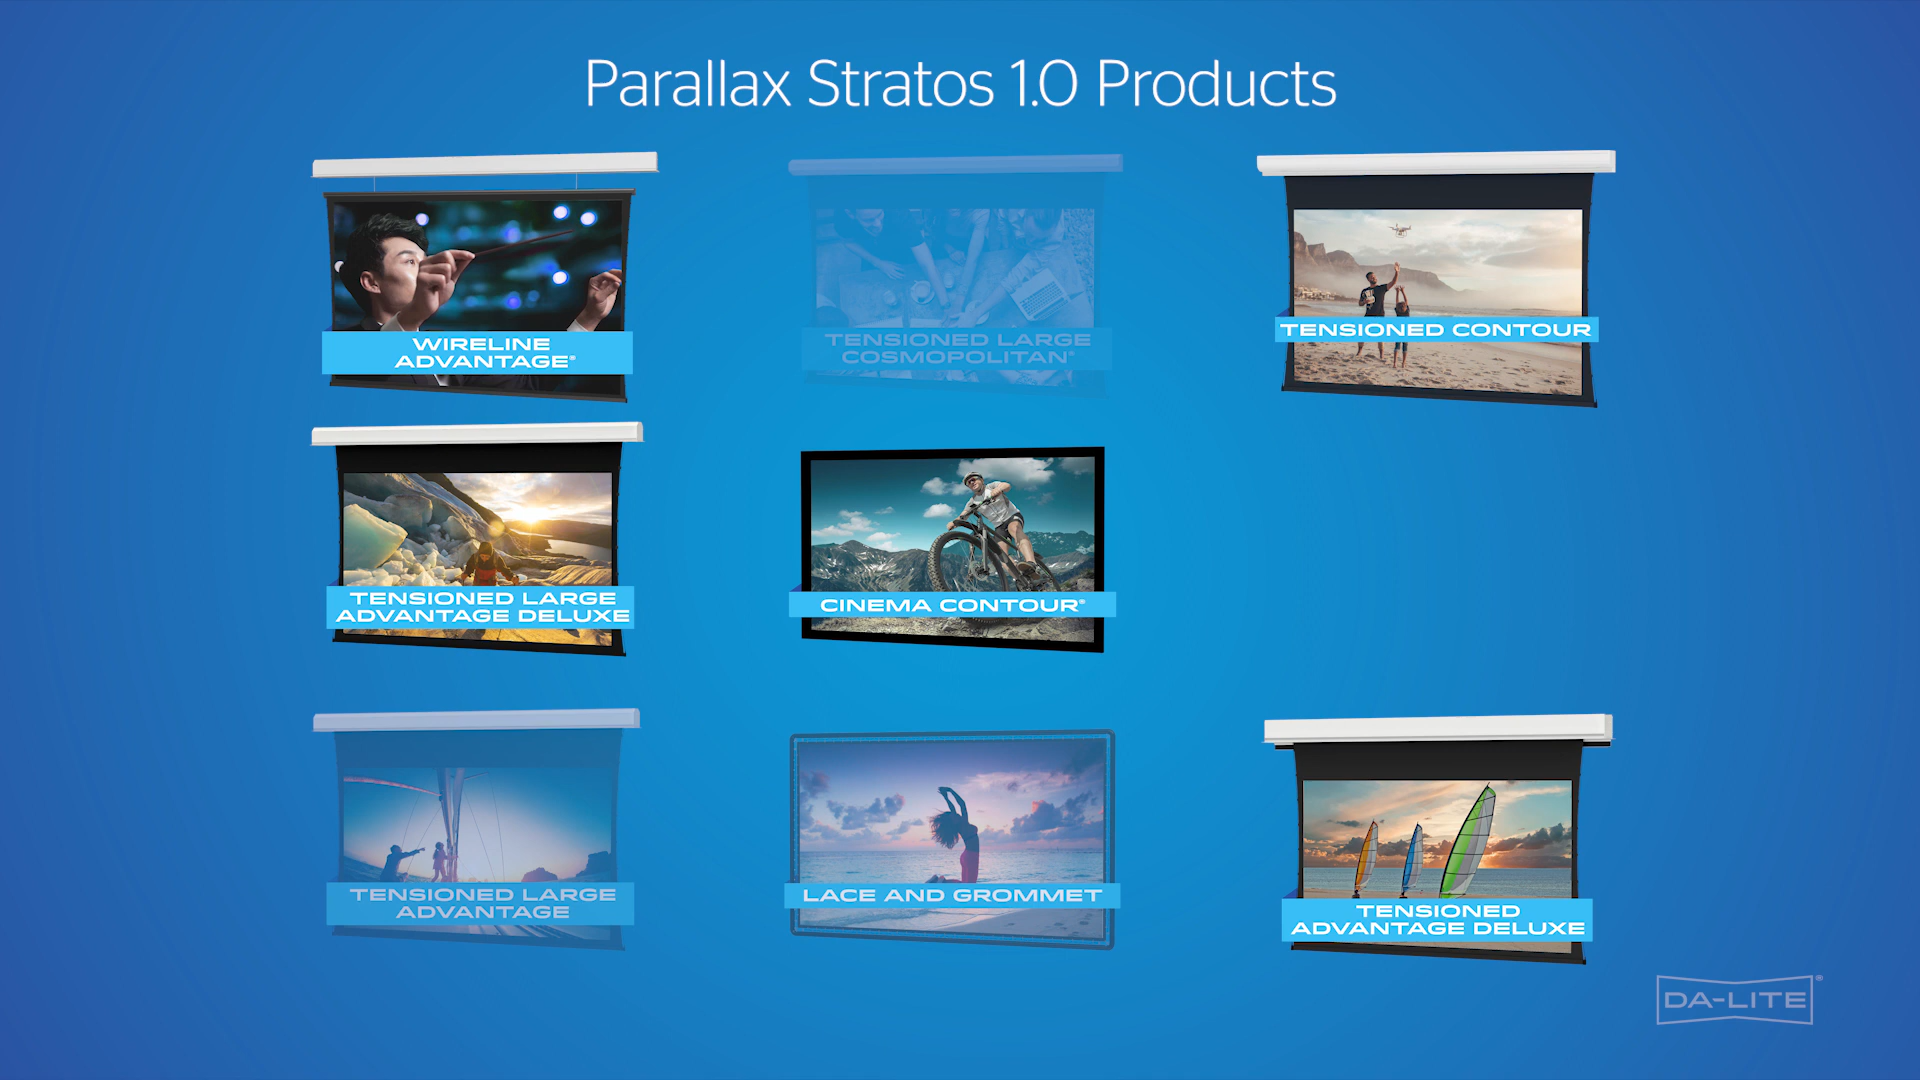 Parallax Stratos 1.0 Products
WIRELINE
ADVANTAGE®
TENSIONED LARGE
COSMOPOLITAN®
TENSIONED CONTOUR
TENSIONED LARGE
ADVANTAGE DELUXE
CINEMA CONTOUR®
TENSIONED LARGE
ADVANTAGE
LACE AND GROMMET
TENSIONED
ADVANTAGE DELUXE
DA-LITE®